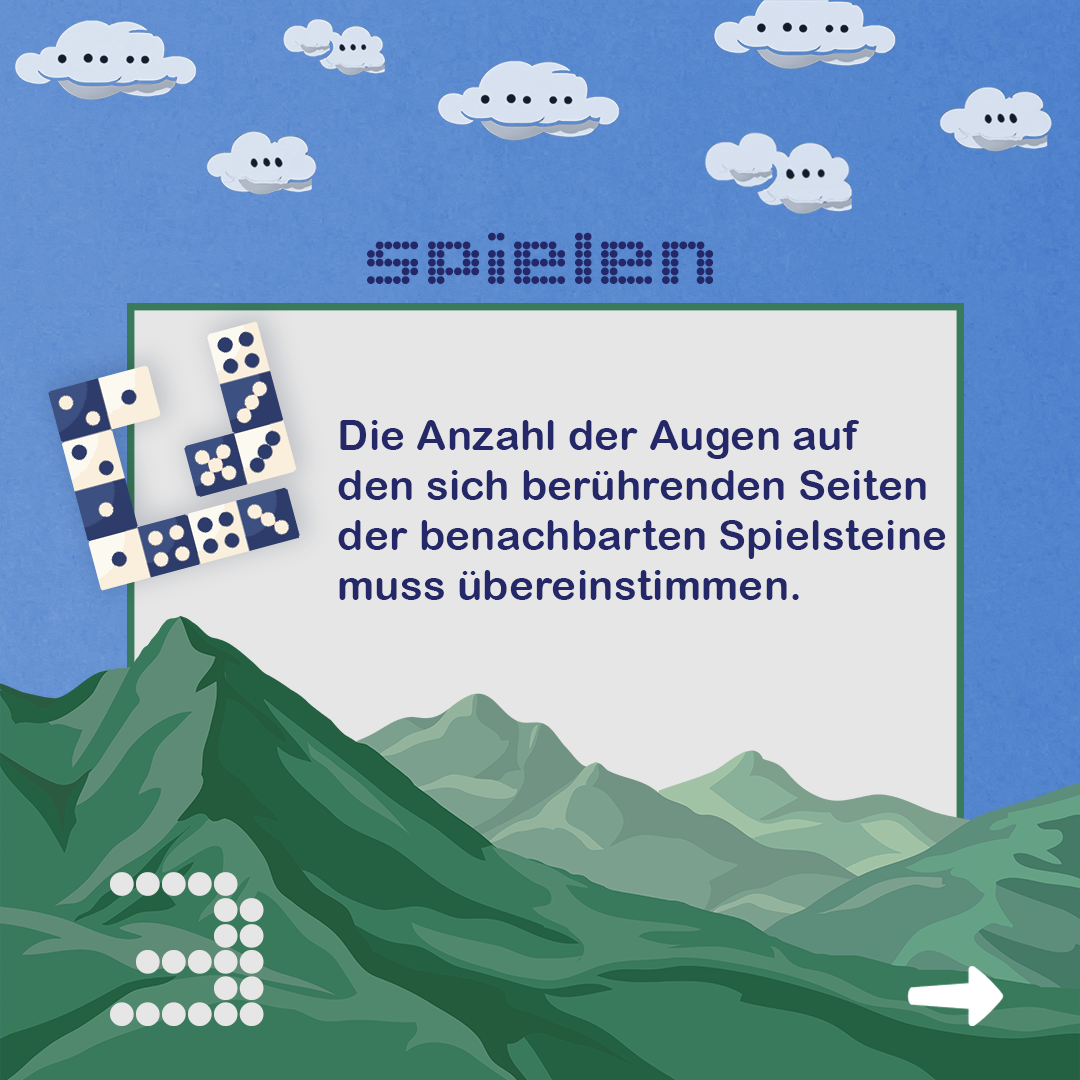 spielen
Die Anzahl der Augen auf
den sich berührenden Seiten
der benachbarten Spielsteine
muss übereinstimmen.
3